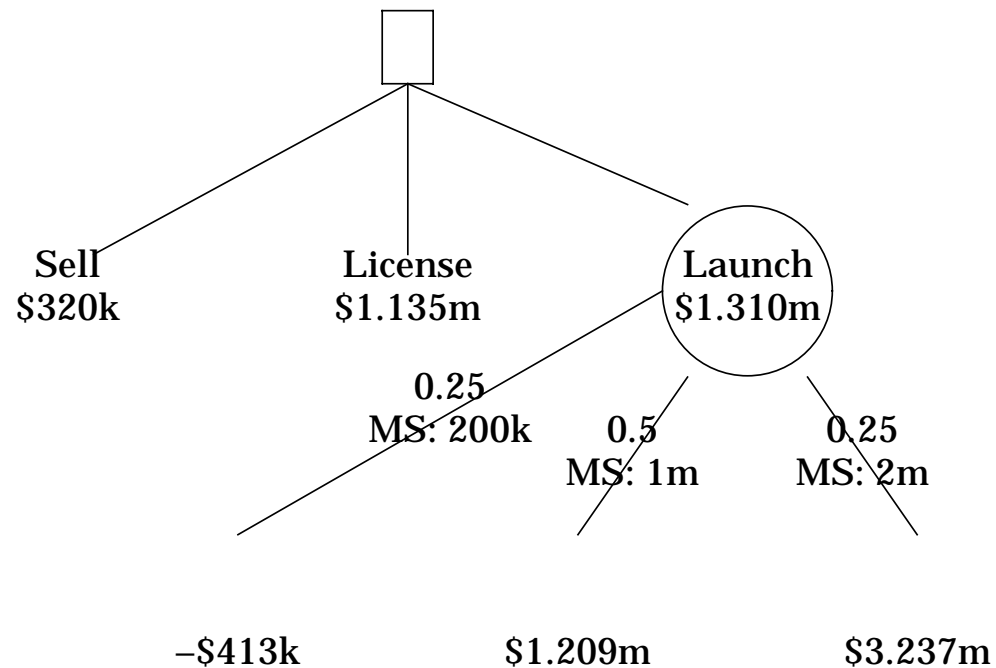 Sell
$320k
License
$1.135m
Launch
$1.310m
0.25
MS: 200k
0.5
MS: 1m
0.25
MS: 2m
–$413k
$1.209m
$3.237m